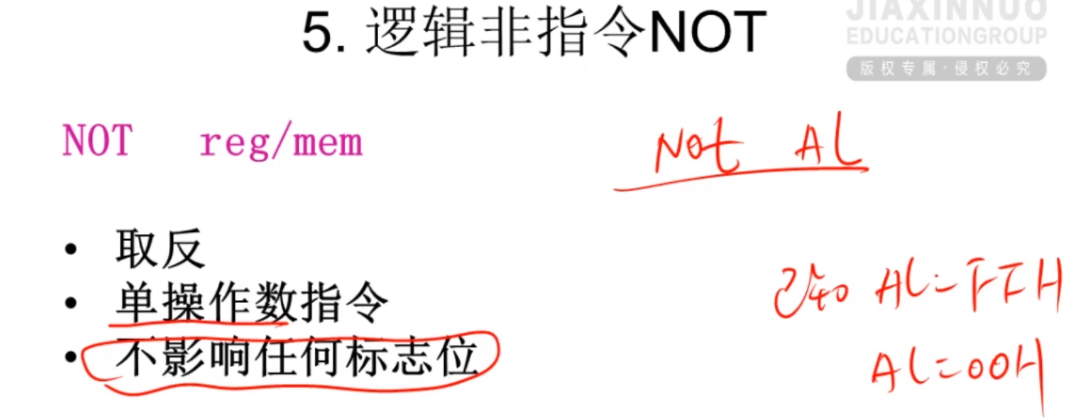 JIAXINNUO
EDUCATIONGROUP
版权专属·侵权必究
5. 逻辑非指令NOT
NOT reg/mem
Not AL
• 取反
• 单操作数指令
• 不影响任何标志位
已知 AL=FFH
AL=00H